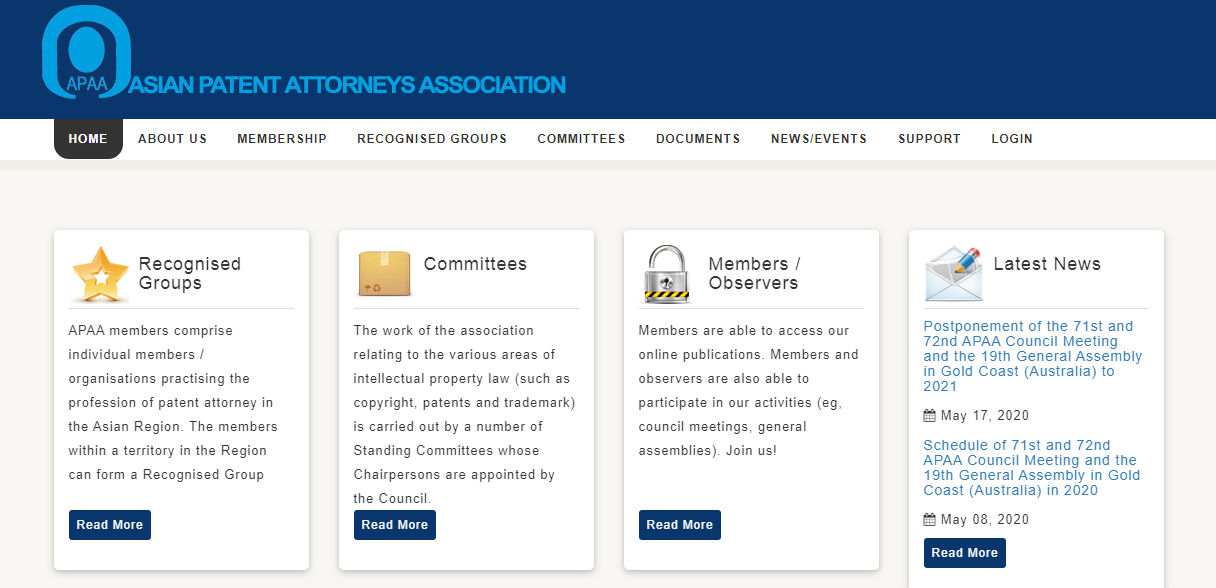 APAA
ASIAN PATENT ATTORNEYS ASSOCIATION
HOME
ABOUT US
MEMBERSHIP
RECOGNISED GROUPS
COMMITTEES
DOCUMENTS
NEWS/EVENTS
SUPPORT
LOGIN
Recognised
Groups
APAA members comprise
individual members /
organisations practising the
profession of patent attorney in
the Asian Region. The members
within a territory in the Region
can form a Recognised Group
Read More
Committees
The work of the association
relating to the various areas of
intellectual property law (such as
copyright, patents and trademark)
is carried out by a number of
Standing Committees whose
Chairpersons are appointed by
the Council.
Read More
Members /
Observers
Members are able to access our
online publications. Members and
observers are also able to
participate in our activities (eg,
council meetings, general
assemblies). Join us!
Read More
Latest News
Postponement of the 71st and
72nd APAA Council Meeting
and the 19th General Assembly
in Gold Coast (Australia) to
2021
May 17, 2020
Schedule of 71st and 72nd
APAA Council Meeting and the
19th General Assembly in Gold
Coast (Australia) in 2020
May 08, 2020
Read More